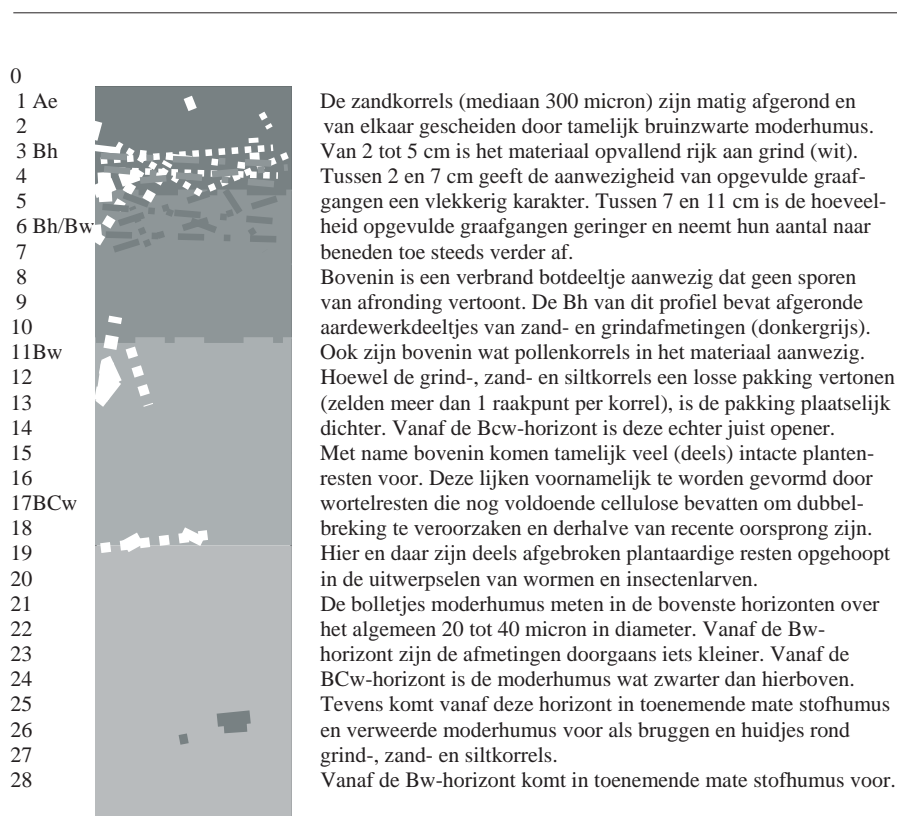 0
1 Ae De zandkorrels (mediaan 300 micron) zijn matig afgerond en
2 van elkaar gescheiden door tamelijk bruinzwarte moderhumus.
3 Bh Van 2 tot 5 cm is het materiaal opvallend rijk aan grind (wit).
4 Tussen 2 en 7 cm geeft de aanwezigheid van opgevulde graaf-
5 gangen een vlekkerig karakter. Tussen 7 en 11 cm is de hoeveel-
6 Bh/Bw heid opgevulde graafgangen geringer en neemt hun aantal naar
7 beneden toe steeds verder af.
8 Bovenin is een verbrand botdeeltje aanwezig dat geen sporen
9 van afronding vertoont. De Bh van dit profiel bevat afgeronde
10 aardewerkdeeltjes van zand- en grindafmetingen (donkergrijs).
11Bw Ook zijn bovenin wat pollenkorrels in het materiaal aanwezig.
12 Hoewel de grind-, zand- en siltkorrels een losse pakking vertonen
13 (zelden meer dan 1 raakpunt per korrel), is de pakking plaatselijk
14 dichter. Vanaf de Bcw-horizont is deze echter juist opener.
15 Met name bovenin komen tamelijk veel (deels) intacte planten-
16 resten voor. Deze lijken voornamelijk te worden gevormd door
17BCw wortelresten die nog voldoende cellulose bevatten om dubbel-
18 breking te veroorzaken en derhalve van recente oorsprong zijn.
19 Hier en daar zijn deels afgebroken plantaardige resten opgehoopt
20 in de uitwerpselen van wormen en insectenlarven.
21 De bolletjes moderhumus meten in de bovenste horizonten over
22 het algemeen 20 tot 40 micron in diameter. Vanaf de Bw-
23 horizont zijn de afmetingen doorgaans iets kleiner. Vanaf de
24 BCw-horizont is de moderhumus wat zwarter dan hierboven.
25 Tevens komt vanaf deze horizont in toenemende mate stofhumus
26 en verweerde moderhumus voor als bruggen en huidjes rond
27 grind-, zand- en siltkorrels.
28 Vanaf de Bw-horizont komt in toenemende mate stofhumus voor.